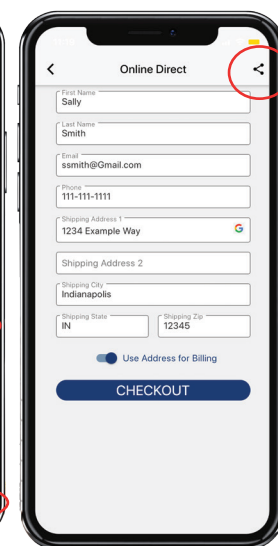 Online Direct
First Name
Sally
Last Name
Smith
Email
ssmith@Gmail.com
Phone
111-111-1111
Shipping Address 1
1234 Example Way
G
Shipping Address 2
Shipping City
Indianapolis
Shipping State
IN
Shipping Zip
12345
Use Address for Billing
CHECKOUT